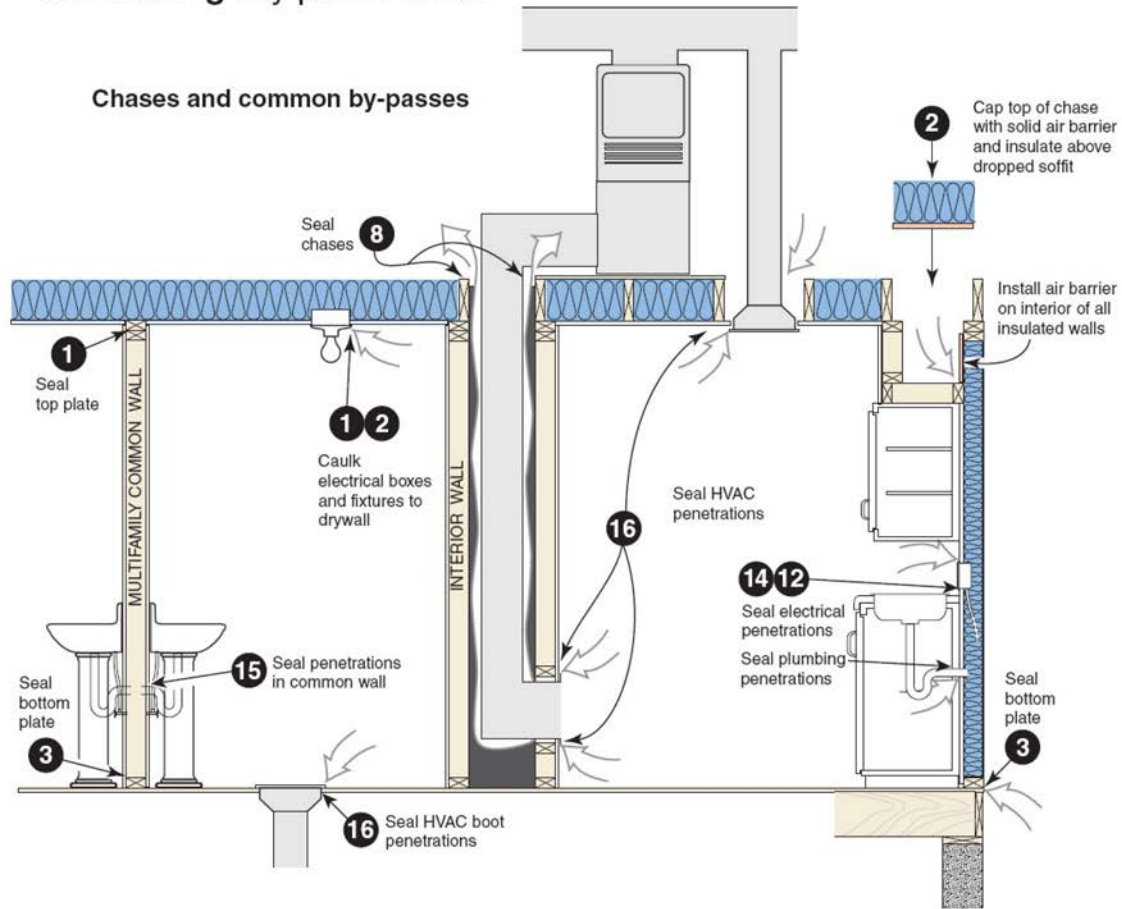 Chases and common by-passes
2
Cap top of chase
with solid air barrier
and insulate above
dropped soffit
Seal
chases
8
Install air barrier
on interior of all
insulated walls
1
Seal
top plate
MULTIFAMILY COMMON WALL
1 2
Caulk
electrical boxes
and fixtures to
drywall
INTERIOR WALL
Seal HVAC
penetrations
16
14 12
Seal electrical
penetrations
Seal plumbing
penetrations
15
Seal penetrations
in common wall
Seal
bottom
plate
3
Seal
bottom
plate
3
16
Seal HVAC boot
penetrations